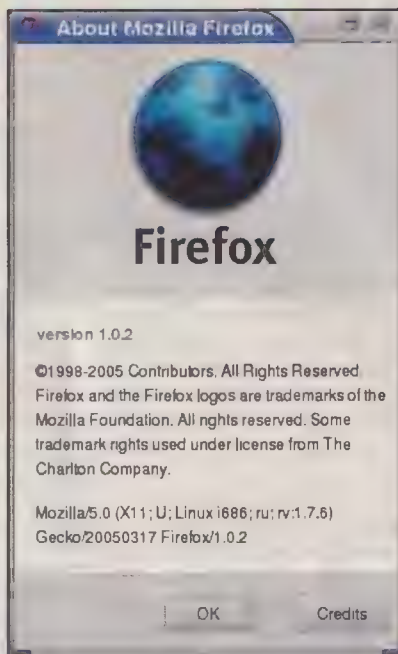 About Mozilla Firefox
Firefox
version 1.0.2
©1998-2005 Contributors. All Rights Reserved.
Firefox and the Firefox logos are trademarks of the
Mozilla Foundation. All rights reserved. Some
trademark rights used under license from The
Charlton Company.
Mozilla/5.0 (X11; U; Linux i686; ru; rv:1.7.6)
Gecko/20050317 Firefox/1.0.2
OK
Credits